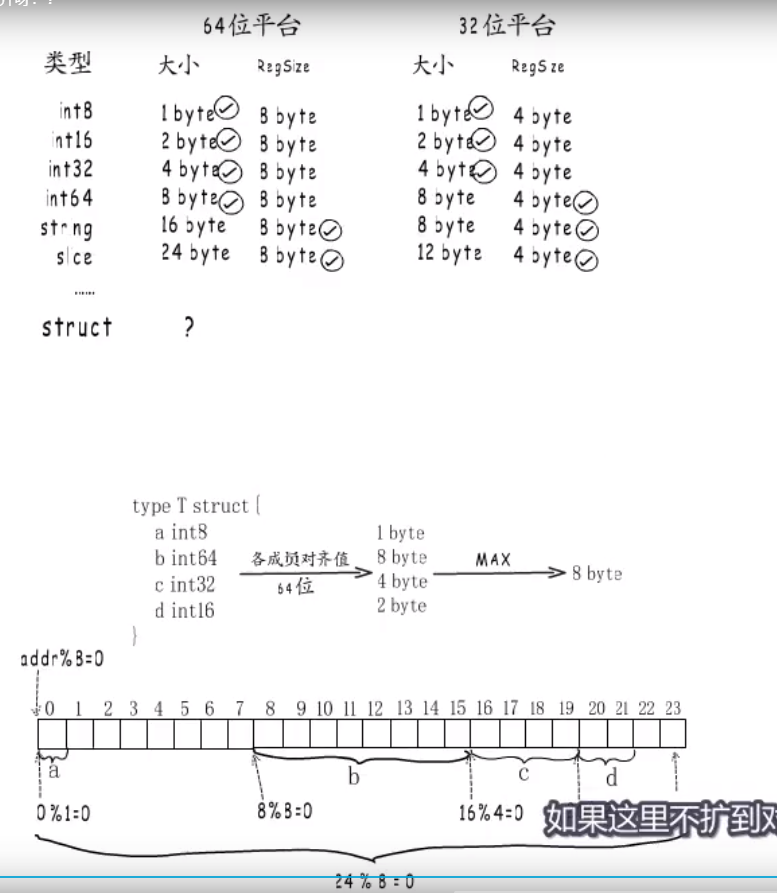 64位平台 32位平台
类型 大小 RegSize 大小 RegSize
int8 1 byte 8 byte 1 byte 4 byte
int16 2 byte 8 byte 2 byte 4 byte
int32 4 byte 8 byte 4 byte 4 byte
int64 8 byte 8 byte 8 byte 4 byte
string 16 byte 8 byte 8 byte 4 byte
slice 24 byte 8 byte 12 byte 4 byte
......
struct ?
type T struct {
a int8 1 byte
b int64 各成员对齐值 8 byte MAX
c int32 64位 4 byte 8 byte
d int16 2 byte
}
addr%8=0
0 1 2 3 4 5 6 7 8 9 10 11 12 13 14 15 16 17 18 19 20 21 22 23
a b c d
0%1=0 8%8=0 16%4=0
如果这里不扩到
24%8=0